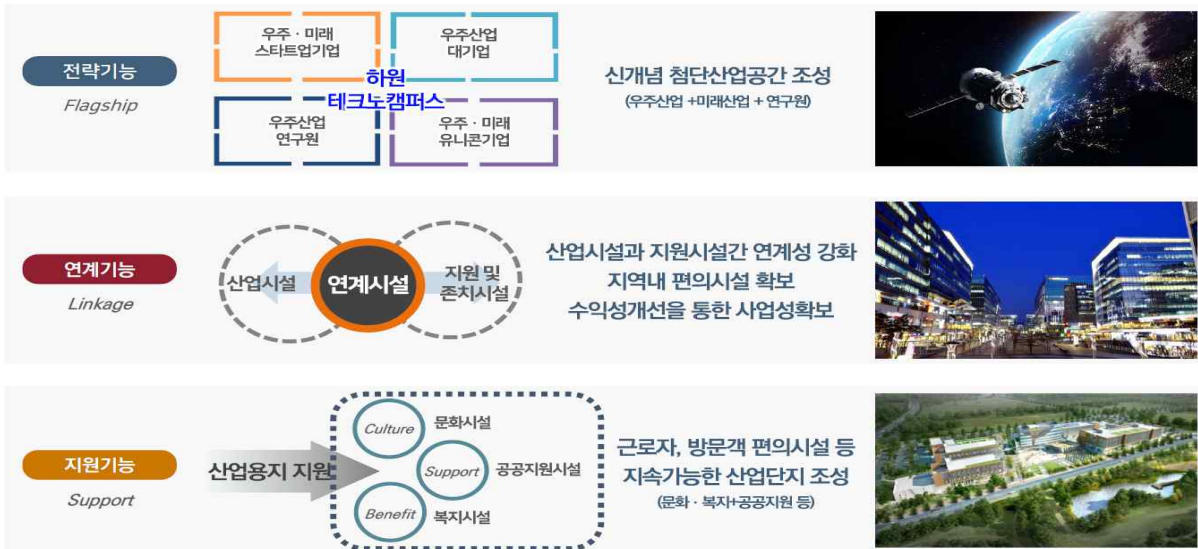 전략기능
Flagship
우주 · 미래
스타트업기업
우주산업
대기업
하원
테크노캠퍼스
우주산업
연구원
우주 · 미래
유니콘기업
신개념 첨단산업공간 조성
(우주산업 +미래산업 + 연구원)
연계기능
Linkage
산업시설
연계시설
지원 및
존치시설
산업시설과 지원시설간 연계성 강화
지역내 편의시설 확보
수익성개선을 통한 사업성확보
지원기능
Support
산업용지 지원
Culture
문화시설
Support
공공지원시설
Benefit
복지시설
근로자, 방문객 편의시설 등
지속가능한 산업단지 조성
(문화 · 복지+공공지원 등)